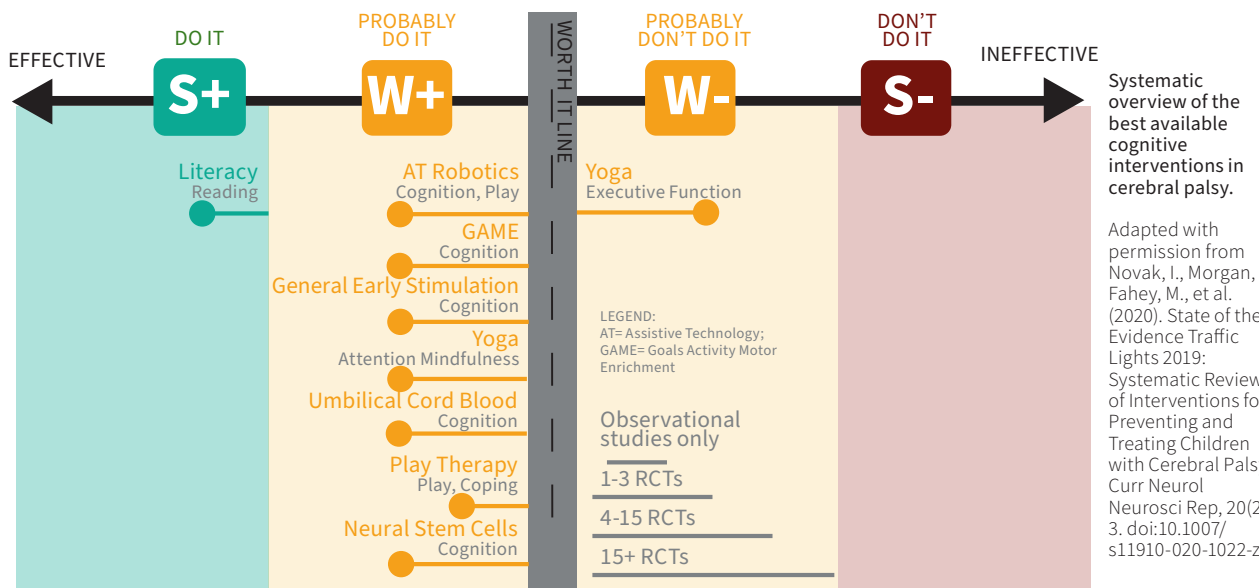 EFFECTIVE
DO IT
S+
PROBABLY
DO IT
W+
WORTH IT LINE
PROBABLY
DON'T DO IT
W-
DON'T
DO IT
S-
INEFFECTIVE
Literacy
Reading
AT Robotics
Cognition, Play
GAME
Cognition
General Early Stimulation
Cognition
Yoga
Attention Mindfulness
Umbilical Cord Blood
Cognition
Play Therapy
Play, Coping
Neural Stem Cells
Cognition
Yoga
Executive Function
LEGEND:
AT= Assistive Technology;
GAME= Goals Activity Motor
Enrichment
Observational
studies only
1-3 RCTs
4-15 RCTs
15+ RCTs
Systematic
overview of the
best available
cognitive
interventions in
cerebral palsy.
Adapted with
permission from
Novak, I., Morgan,
Fahey, M., et al.
(2020). State of the
Evidence Traffic
Lights 2019:
Systematic Review
of Interventions fo
Preventing and
Treating Children
with Cerebral Pals
Curr Neurol
Neurosci Rep, 20(2
3. doi:10.1007/
s11910-020-1022-z